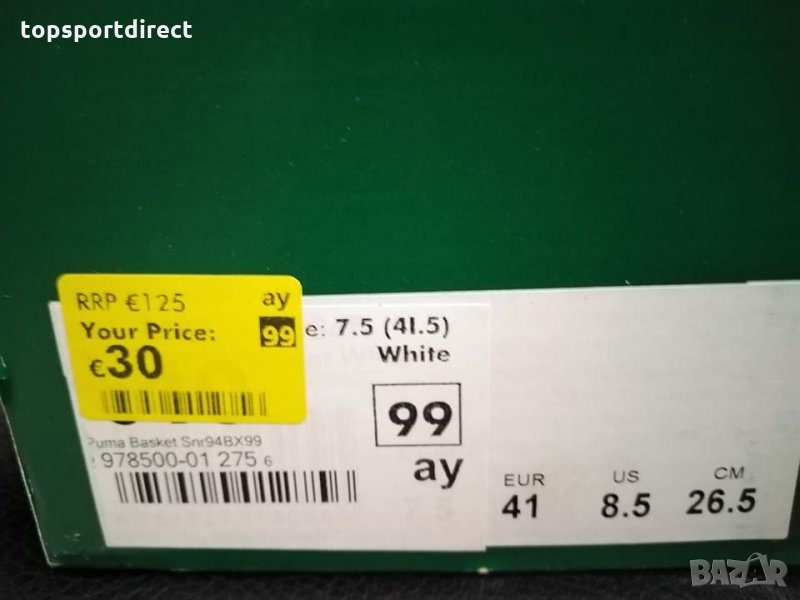 topsportdirect
RRP €125 ay
Your Price: 99
€30
e: 7.5 (41.5)
White
99
ay
Puma Basket Snr94BX99
978500-01 275 6
EUR US CM
41 8.5 26.5
BAZAR